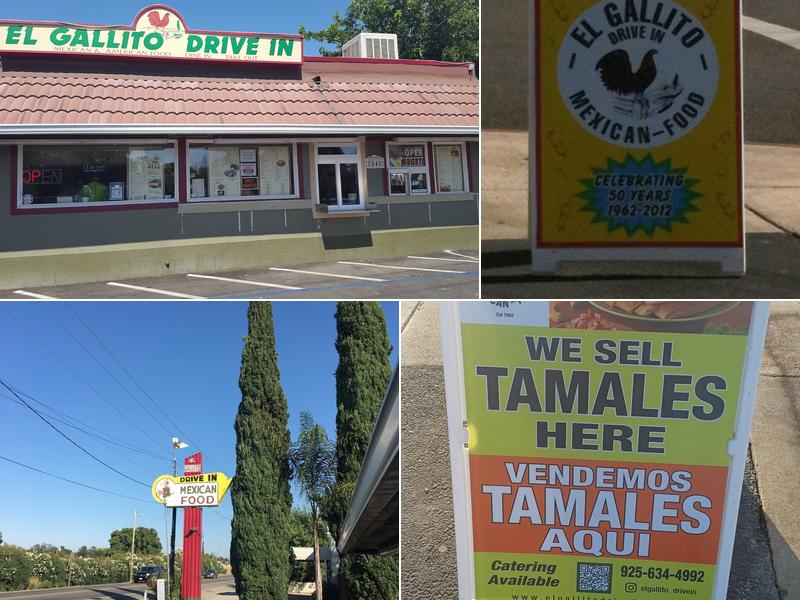 EL GALLITO DRIVE IN
MEXICAN & AMERICAN FOOD DINE IN TAKE OUT
OPEN
OPEN
ABIERTO
EL GALLITO
DRIVE IN
MEXICAN-FOOD
CELEBRATING
50 YEARS
1962-2012
DRIVE IN
MEXICAN
FOOD
Est 1962
WE SELL
TAMALES
HERE
VENDEMOS
TAMALES
AQUI
Catering
Available
925-634-4992
elgallito_drivein